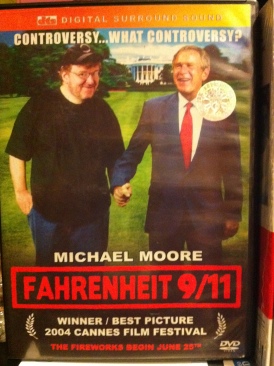 dts DIGITAL SURROUND SOUND
CONTROVERSY...WHAT CONTROVERSY?
MICHAEL MOORE
FAHRENHEIT 9/11
WINNER / BEST PICTURE
2004 CANNES FILM FESTIVAL
THE FIREWORKS BEGIN JUNE 25TH
DVD